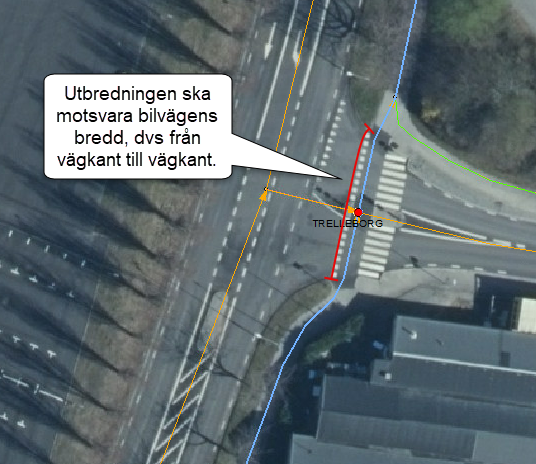 Utbredningen ska
motsvara bilvägens
bredd, dvs från
vägkant till vägkant.
TRELLEBORG